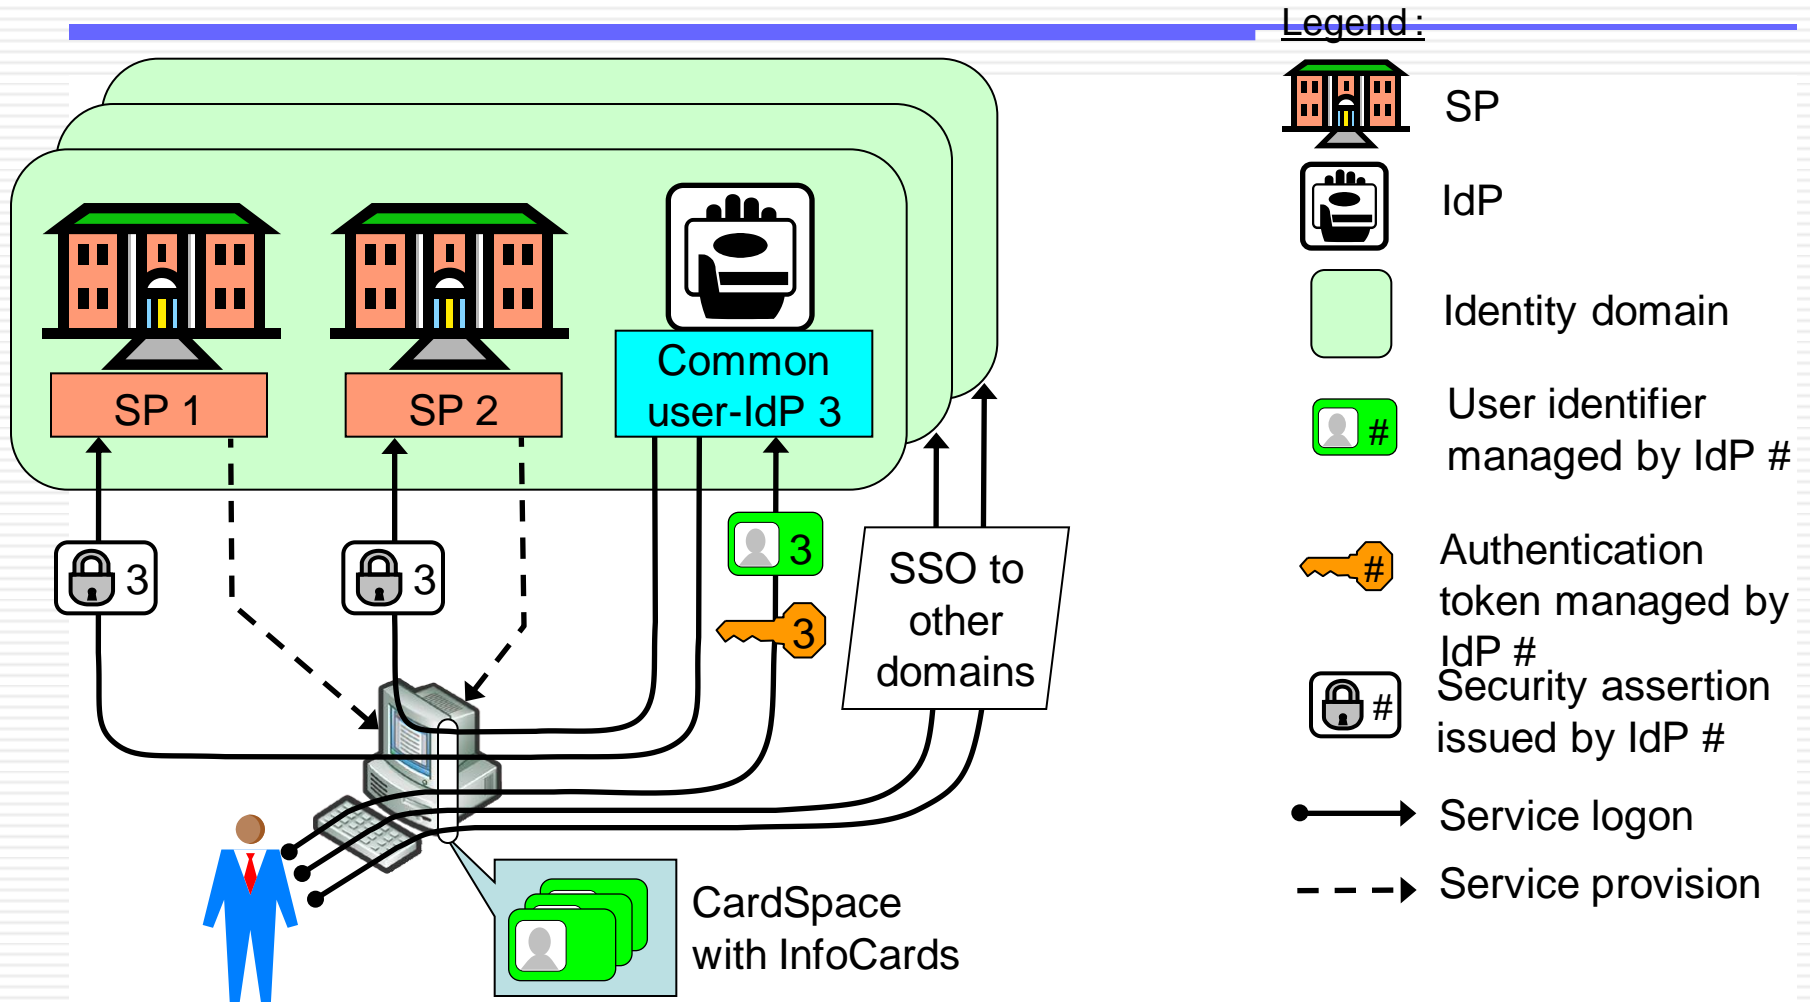 Legend :
SP
IdP
Identity domain
User identifier
managed by IdP #
#
Authentication
token managed by
IdP #
#
Security assertion
issued by IdP #
#
Service logon
Service provision
SP 1
SP 2
Common
user-IdP 3
3
3
3
3
SSO to
other
domains
CardSpace
with InfoCards